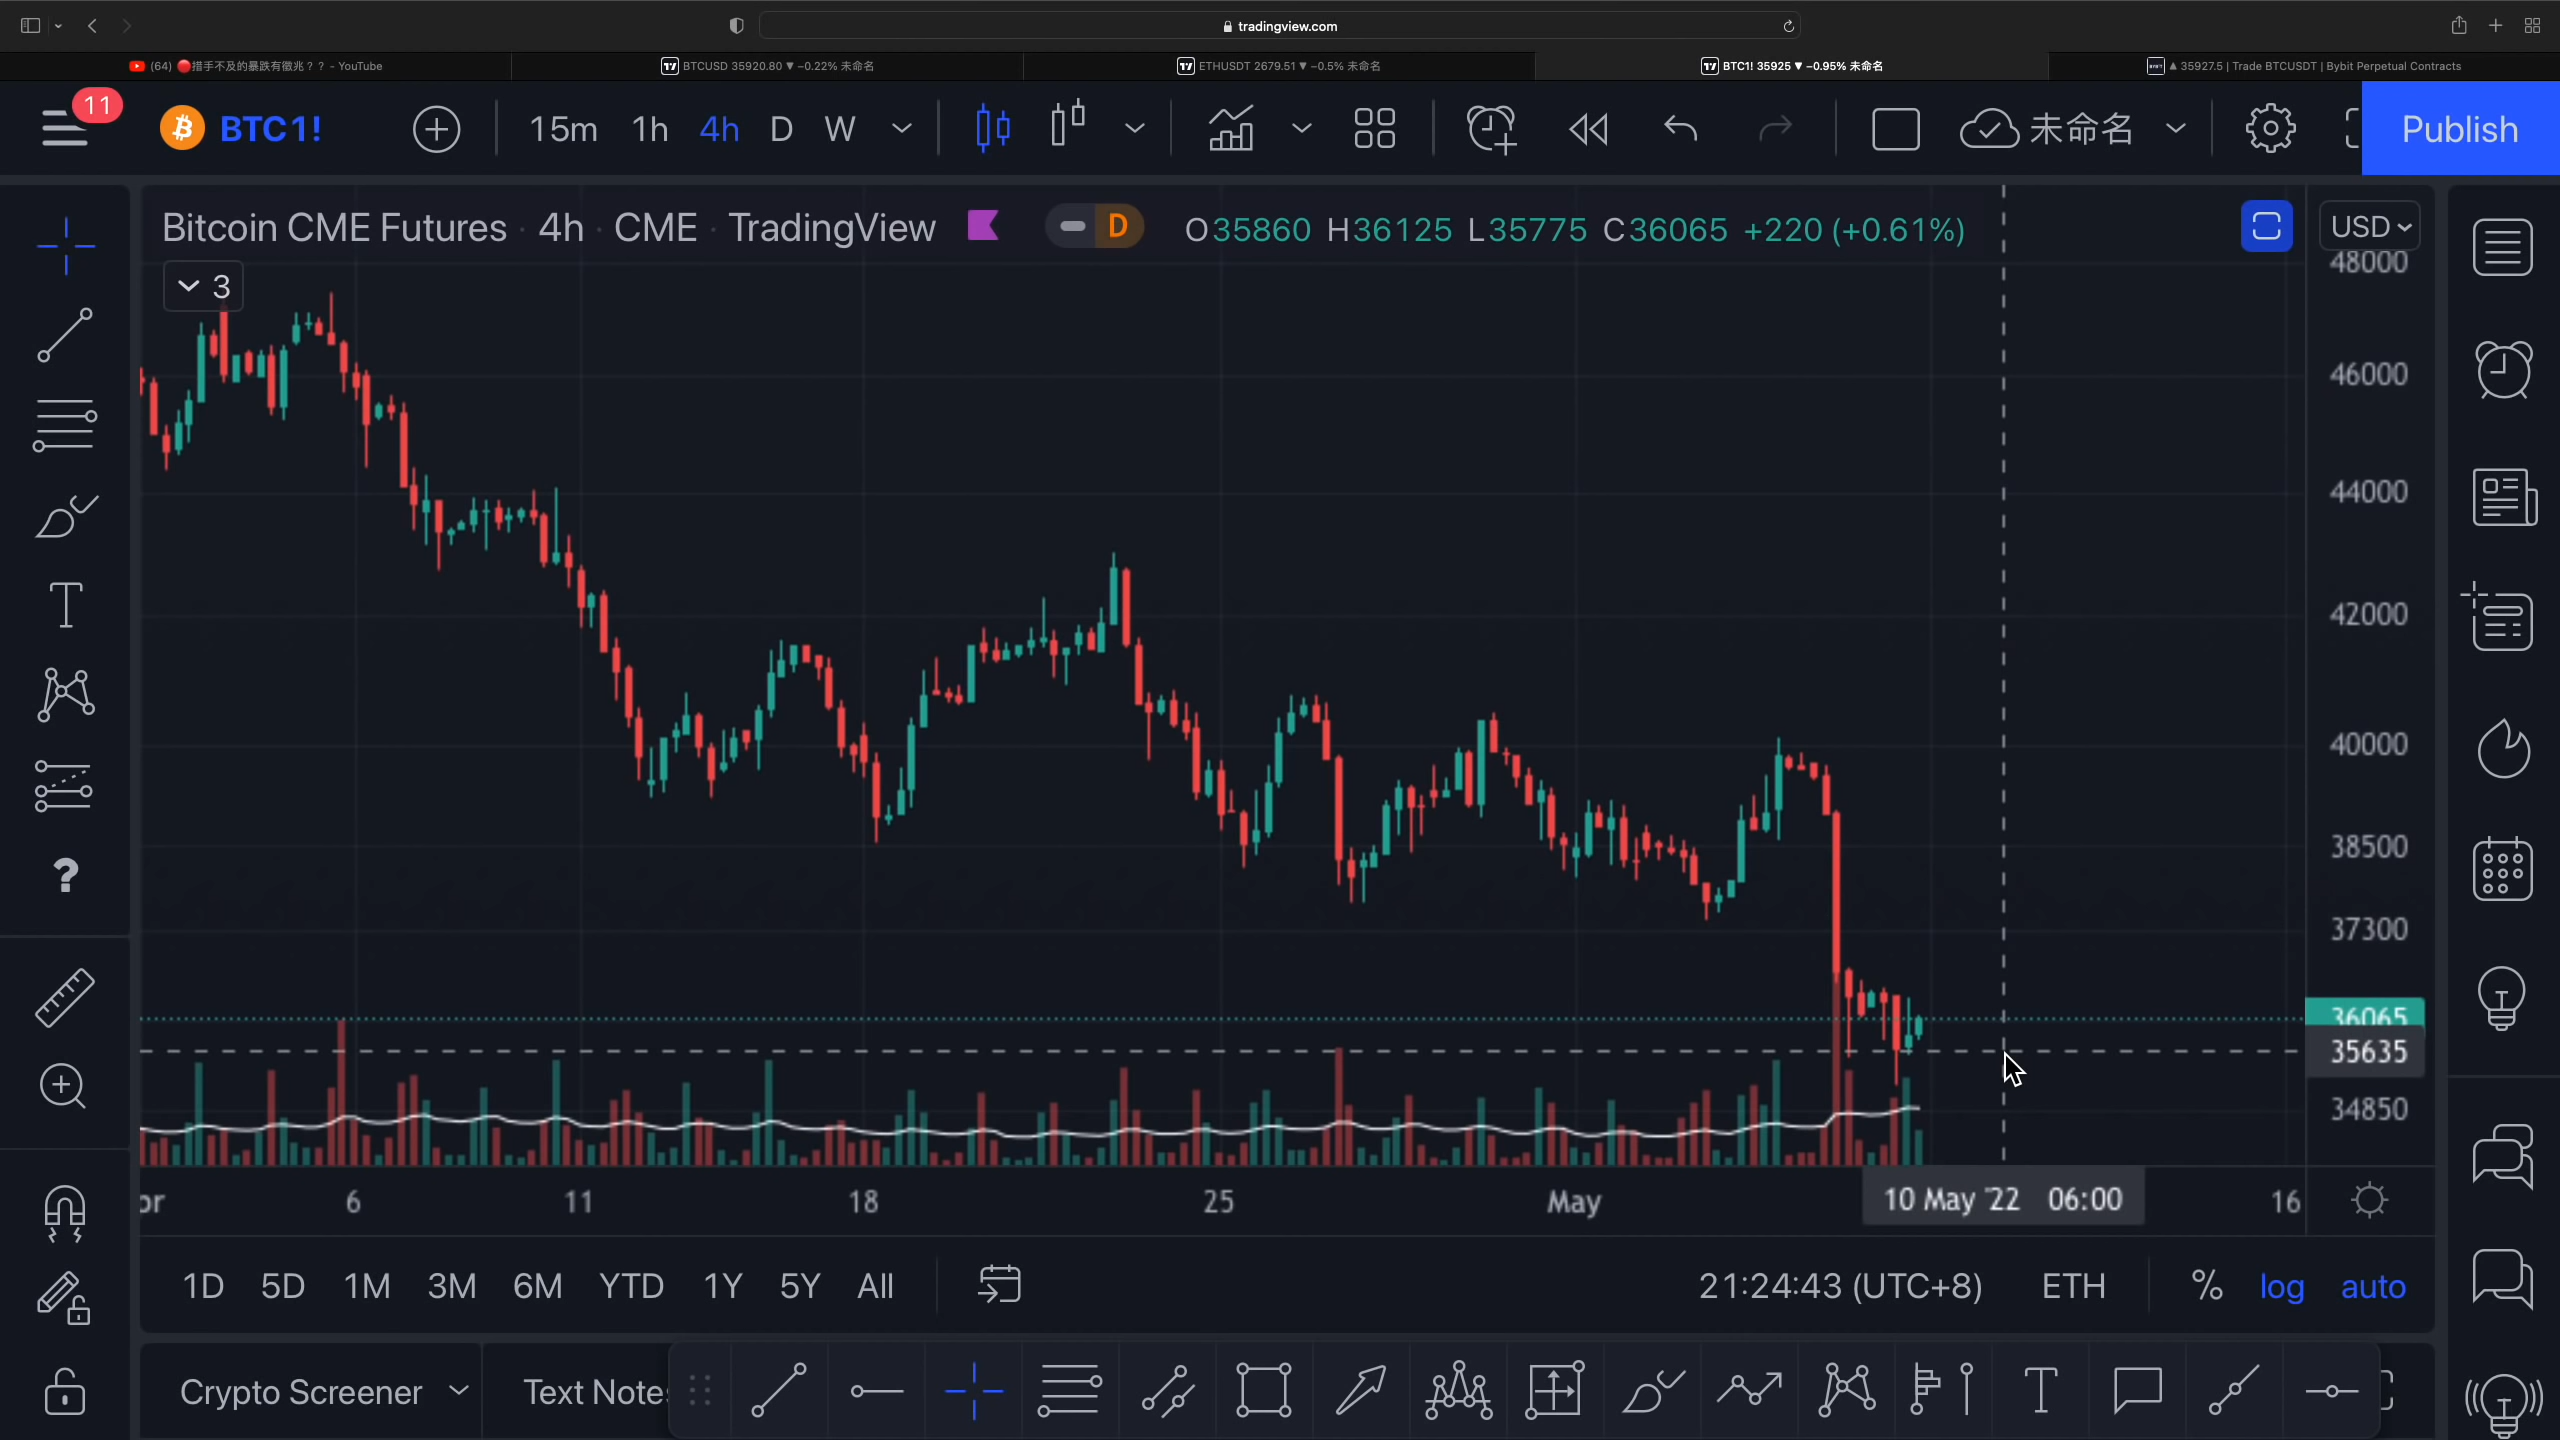 tradingview.com
(64) 🔴措手不及的暴跌有徵兆？？ - YouTube
BTCUSD 35920.80 ▼ −0.22% 未命名
ETHUSDT 2679.51 ▼ −0.5% 未命名
BTC1! 35925 ▼ −0.95% 未命名
▲ 35927.5 | Trade BTCUSDT | Bybit Perpetual Contracts
11
BTC1!
15m 1h 4h D W
未命名
Publish
Bitcoin CME Futures · 4h · CME · TradingView
D
O35860 H36125 L35775 C36065 +220 (+0.61%)
USD
3
48000
46000
44000
42000
40000
38500
37300
36065
35635
34850
pr 6 11 18 25 May 10 May '22 06:00 16
1D 5D 1M 3M 6M YTD 1Y 5Y All
21:24:43 (UTC+8) ETH % log auto
Crypto Screener
Text Notes